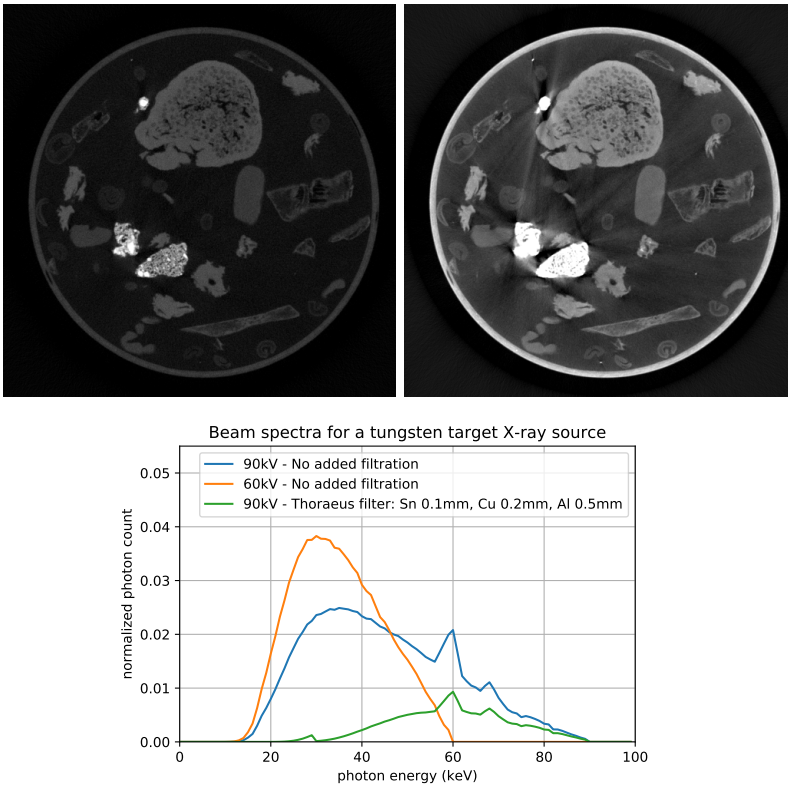 Beam spectra for a tungsten target X-ray source
90kV - No added filtration
60kV - No added filtration
90kV - Thoraeus filter: Sn 0.1mm, Cu 0.2mm, Al 0.5mm
normalized photon count
0.05
0.04
0.03
0.02
0.01
0.00
0 20 40 60 80 100
photon energy (keV)